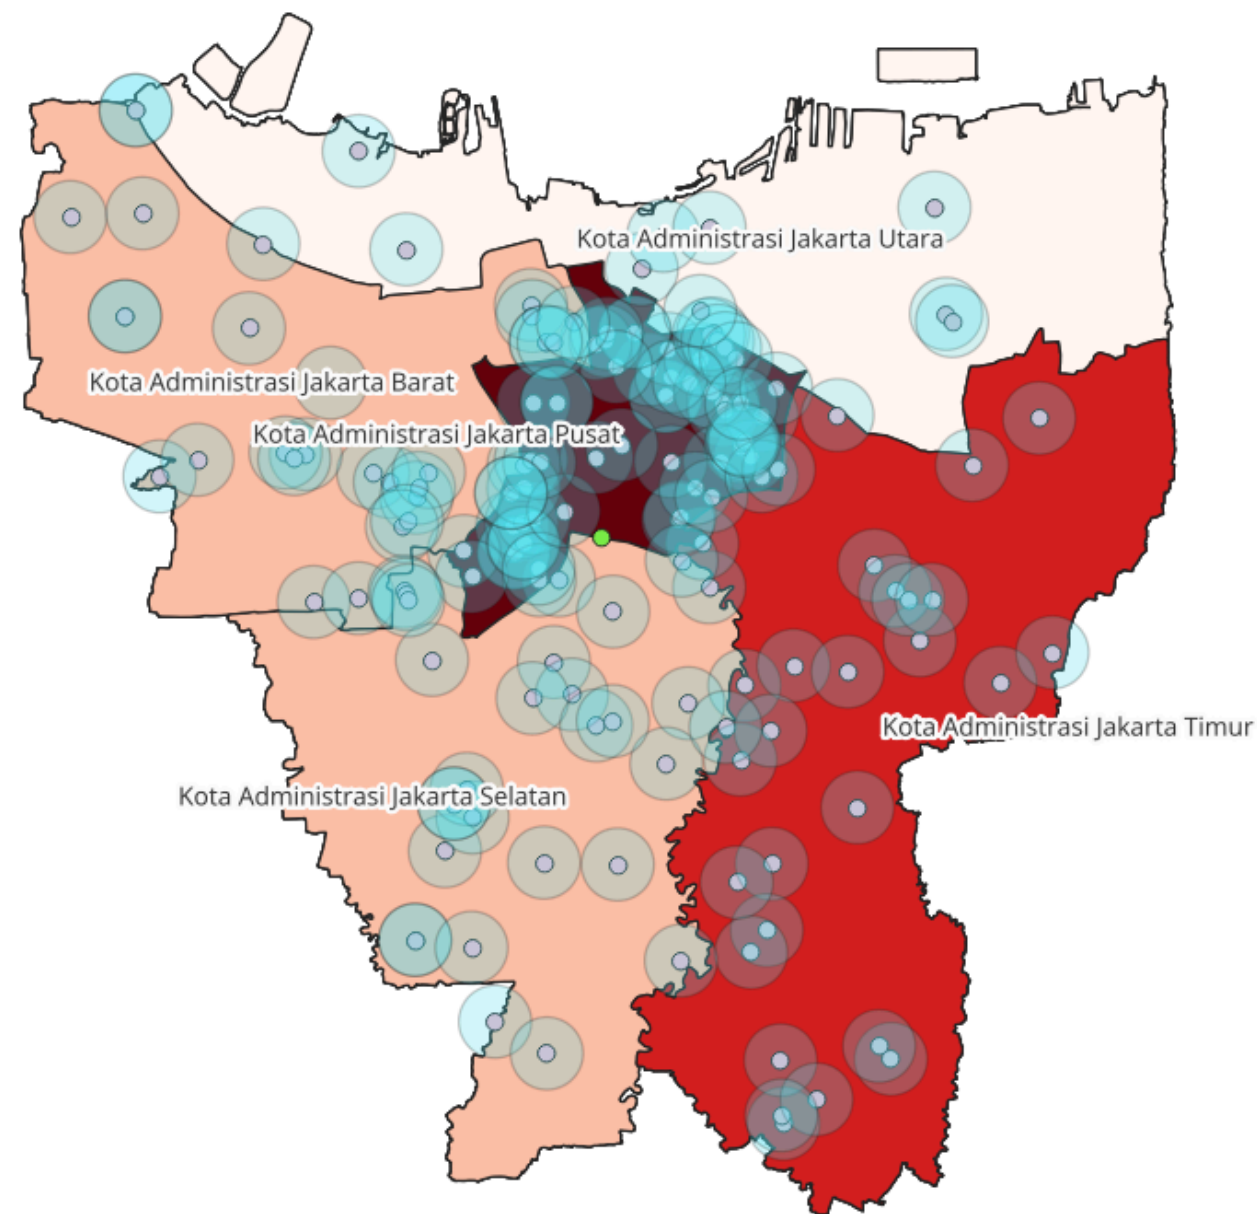 Kota Administrasi Jakarta Utara
Kota Administrasi Jakarta Barat
Kota Administrasi Jakarta Pusat
Kota Administrasi Jakarta Timur
Kota Administrasi Jakarta Selatan